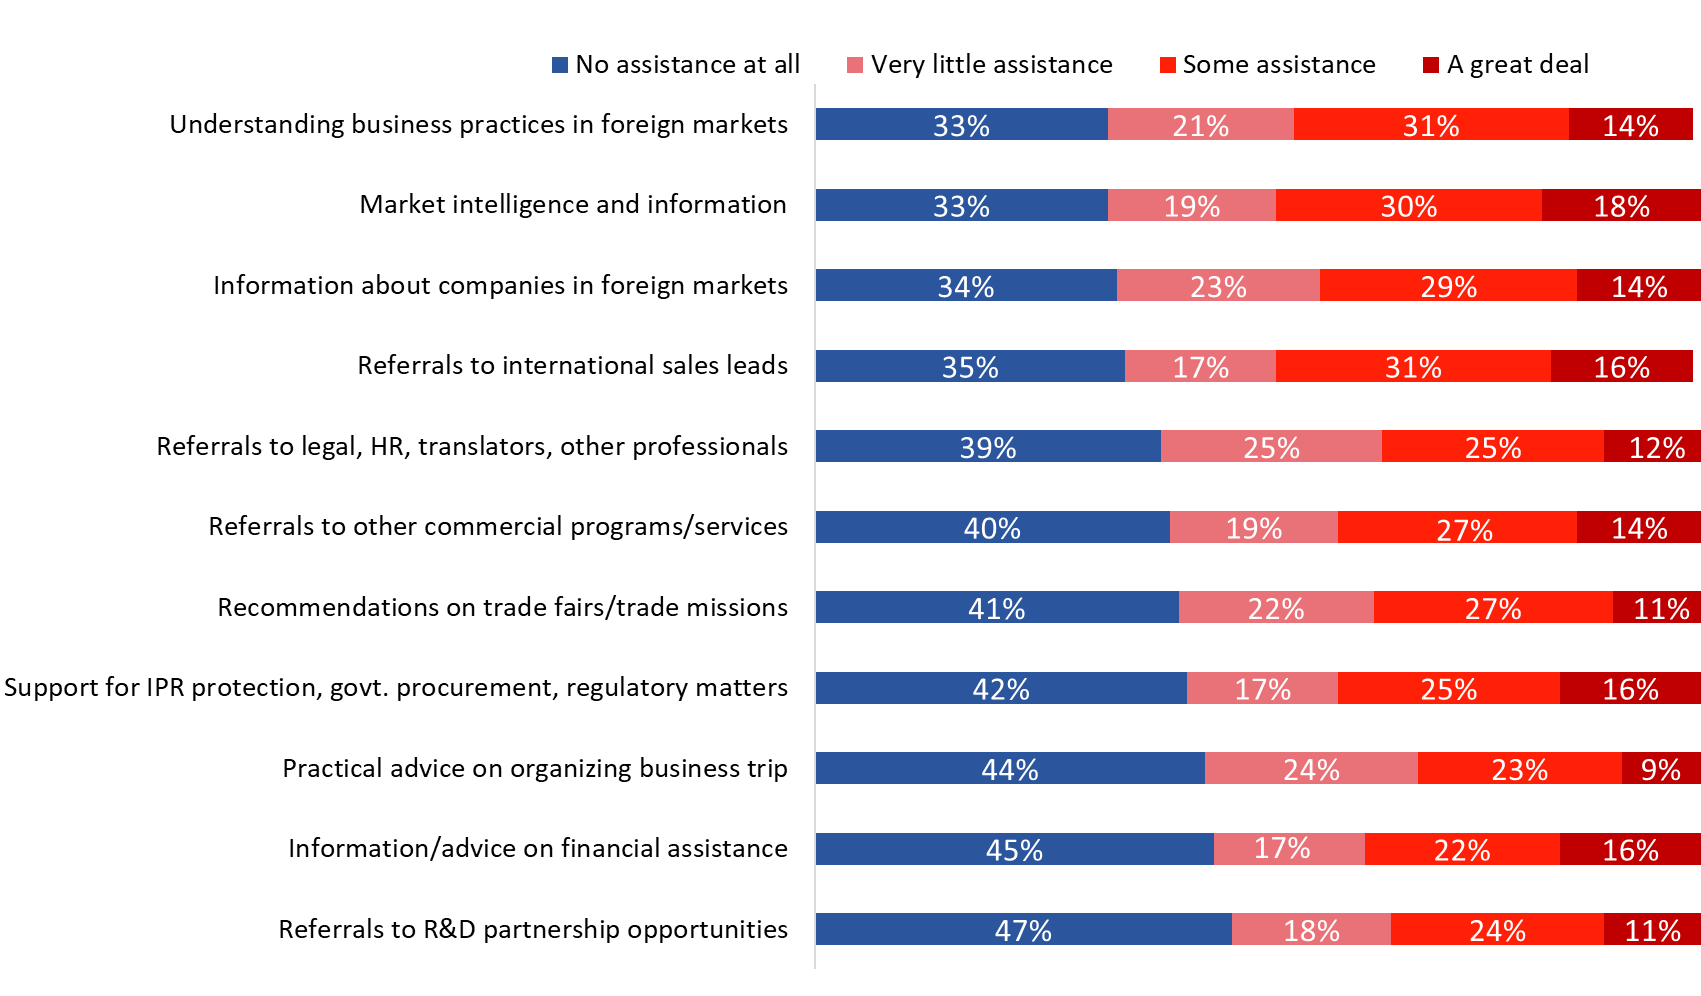 No assistance at all Very little assistance Some assistance A great deal
Understanding business practices in foreign markets 33% 21% 31% 14%
Market intelligence and information 33% 19% 30% 18%
Information about companies in foreign markets 34% 23% 29% 14%
Referrals to international sales leads 35% 17% 31% 16%
Referrals to legal, HR, translators, other professionals 39% 25% 25% 12%
Referrals to other commercial programs/services 40% 19% 27% 14%
Recommendations on trade fairs/trade missions 41% 22% 27% 11%
Support for IPR protection, govt. procurement, regulatory matters 42% 17% 25% 16%
Practical advice on organizing business trip 44% 24% 23% 9%
Information/advice on financial assistance 45% 17% 22% 16%
Referrals to R&D partnership opportunities 47% 18% 24% 11%